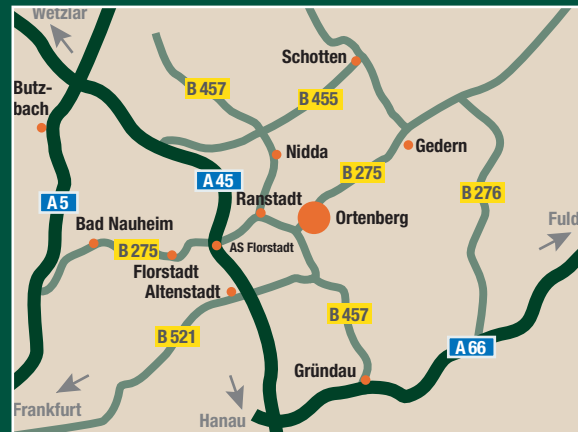 Wetzlar
Schotten
B 457
B 455
Butz-
bach
Nidda
Gedern
B 275
A 45
B 276
A 5
Ranstadt
Ortenberg
Bad Nauheim
Fuld
AS Florstadt
B 275
Florstadt
Altenstadt
B 457
B 521
A 66
Gründau
Frankfurt
Hanau